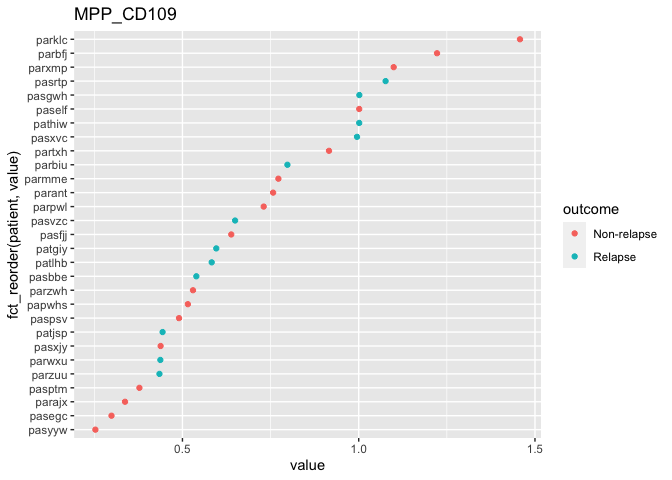 MPP_CD109
parklc
parbfj
parxmp
pasrtp
pasgwh
paself
pathiw
pasxvc
partxh
parbiu
parmme
parant
parpwl
pasvzc
pasfjj
patgiy
patlhb
pasbbe
parzwh
papwhs
paspsv
patjsp
pasxjy
parwxu
parzuu
pasptm
parajx
pasegc
pasyyw
fct_reorder(patient, value)
0.5
1.0
1.5
value
outcome
Non-relapse
Relapse